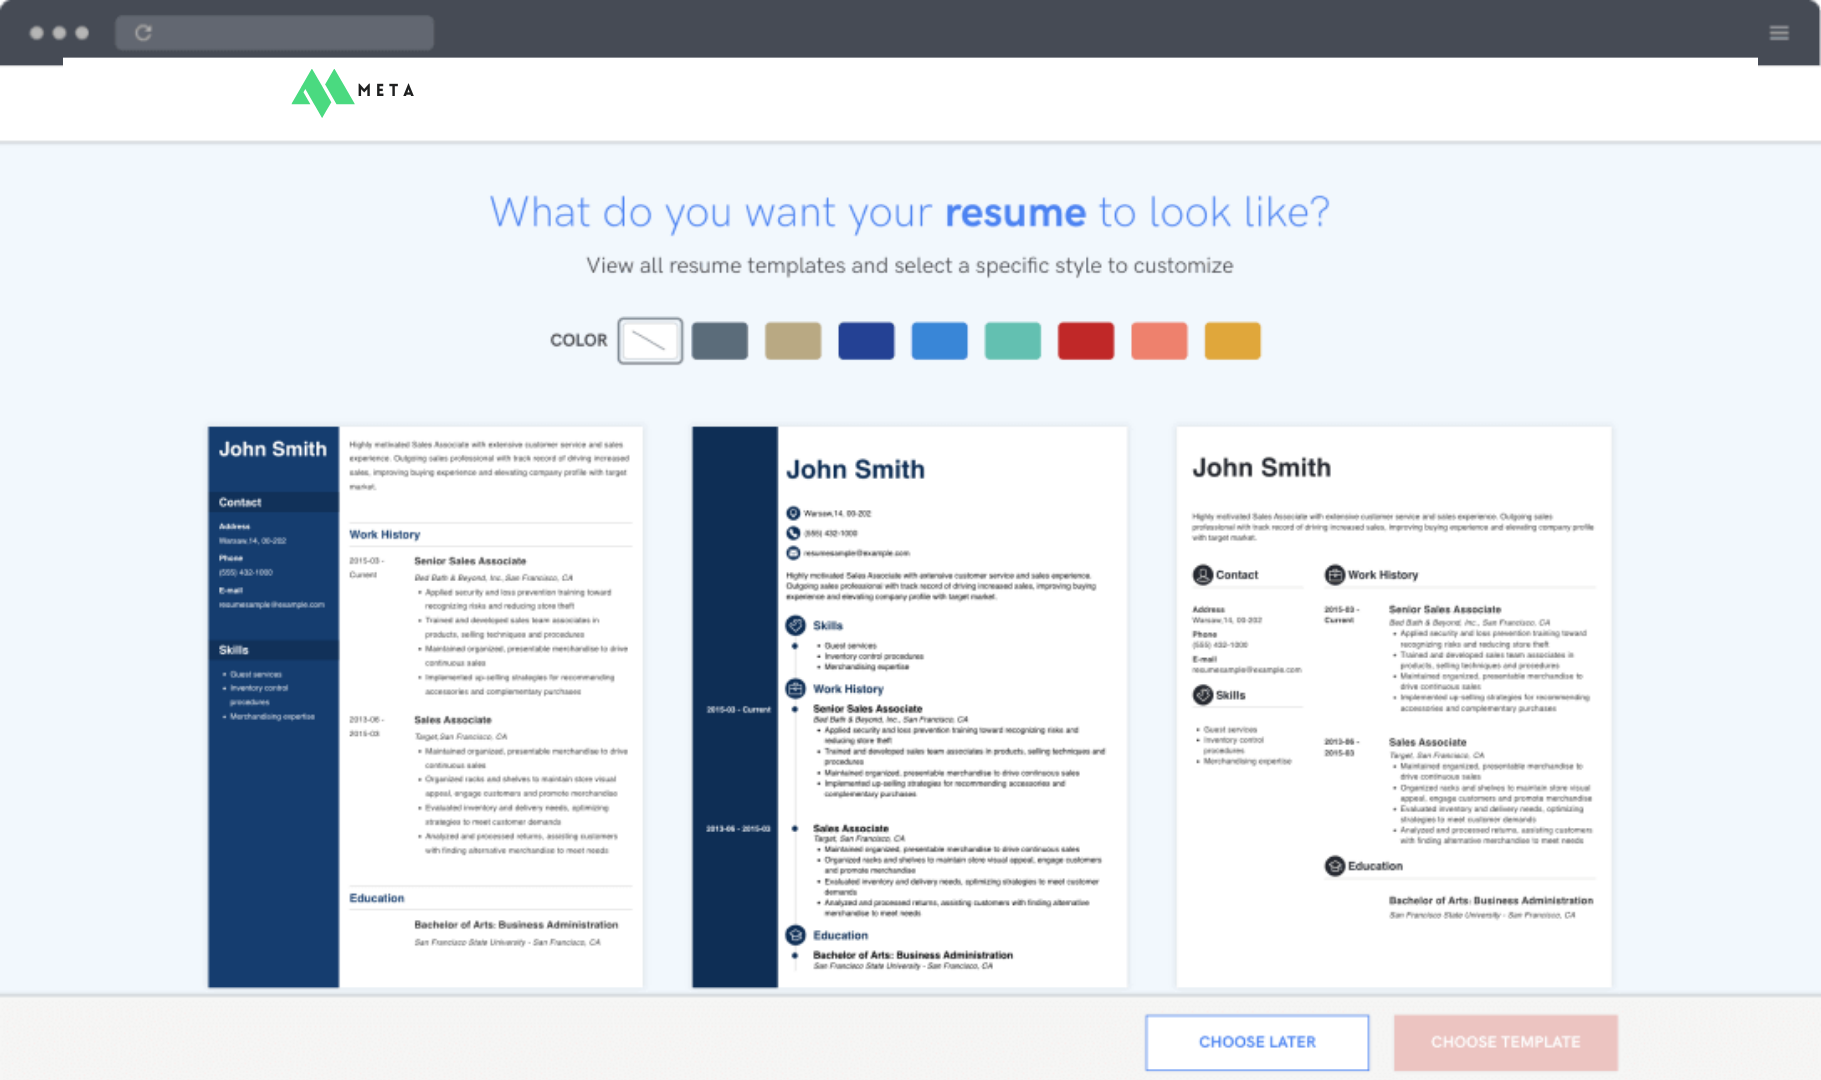 META
What do you want your resume to look like?
View all resume templates and select a specific style to customize
COLOR
John Smith
Contact
Address
Warsaw,14, 00-202
Phone
(555) 432-1000
E-mail
resumesample@example.com
Skills
• Guest services
• Inventory control
procedures
• Merchandising expertise
Highly motivated Sales Associate with extensive customer service and sales
experience. Outgoing sales professional with track record of driving increased
sales, improving buying experience and elevating company profile with target
market.
Work History
2015-03 -
Current
Senior Sales Associate
Bed Bath & Beyond, Inc., San Francisco, CA
• Applied security and loss prevention training toward
recognizing risks and reducing store theft
• Trained and developed sales team associates in
products, selling techniques and procedures
• Maintained organized, presentable merchandise to drive
continuous sales
• Implemented up-selling strategies for recommending
accessories and complementary purchases
2013-06 -
2015-03
Sales Associate
Target, San Francisco, CA
• Maintained organized, presentable merchandise to drive
continuous sales
• Organized racks and shelves to maintain store visual
appeal, engage customers and promote merchandise
• Evaluated inventory and delivery needs, optimizing
strategies to meet customer demands
• Analyzed and processed returns, assisting customers
with finding alternative merchandise to meet needs
Education
Bachelor of Arts: Business Administration
San Francisco State University - San Francisco, CA
John Smith
Warsaw,14, 00-202
(555) 432-1000
resumesample@example.com
Highly motivated Sales Associate with extensive customer service and sales experience.
Outgoing sales professional with track record of driving increased sales, improving buying
experience and elevating company profile with target market.
Skills
• Guest services
• Inventory control procedures
• Merchandising expertise
Work History
2015-03 - Current
Senior Sales Associate
Bed Bath & Beyond, Inc., San Francisco, CA
• Applied security and loss prevention training toward recognizing risks and
reducing store theft
• Trained and developed sales team associates in products, selling techniques and
procedures
• Maintained organized, presentable merchandise to drive continuous sales
• Implemented up-selling strategies for recommending accessories and
complementary purchases
2013-06 - 2015-03
Sales Associate
Target, San Francisco, CA
• Maintained organized, presentable merchandise to drive continuous sales
• Organized racks and shelves to maintain store visual appeal, engage customers
and promote merchandise
• Evaluated inventory and delivery needs, optimizing strategies to meet customer
demands
• Analyzed and processed returns, assisting customers with finding alternative
merchandise to meet needs
Education
Bachelor of Arts: Business Administration
San Francisco State University - San Francisco, CA
John Smith
Highly motivated Sales Associate with extensive customer service and sales experience. Outgoing sales
professional with track record of driving increased sales, improving buying experience and elevating company profile
with target market.
Contact
Address
Warsaw,14, 00-202
Phone
(555) 432-1000
E-mail
resumesample@example.com
Skills
• Guest services
• Inventory control
procedures
• Merchandising expertise
Work History
2015-03 -
Current
Senior Sales Associate
Bed Bath & Beyond, Inc., San Francisco, CA
• Applied security and loss prevention training toward
recognizing risks and reducing store theft
• Trained and developed sales team associates in
products, selling techniques and procedures
• Maintained organized, presentable merchandise to
drive continuous sales
• Implemented up-selling strategies for recommending
accessories and complementary purchases
2013-06 -
2015-03
Sales Associate
Target, San Francisco, CA
• Maintained organized, presentable merchandise to
drive continuous sales
• Organized racks and shelves to maintain store visual
appeal, engage customers and promote merchandise
• Evaluated inventory and delivery needs, optimizing
strategies to meet customer demands
• Analyzed and processed returns, assisting customers
with finding alternative merchandise to meet needs
Education
Bachelor of Arts: Business Administration
San Francisco State University - San Francisco, CA
CHOOSE LATER
CHOOSE TEMPLATE